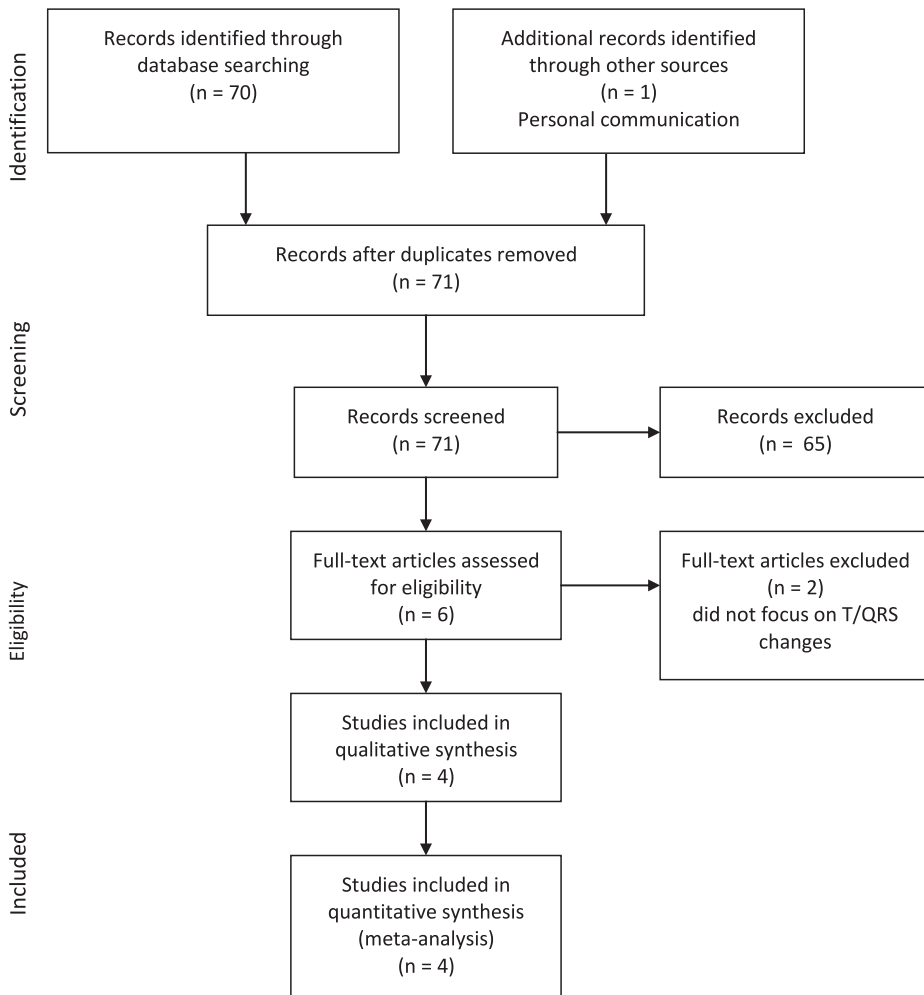 Identification
Records identified through
database searching
(n = 70)
Additional records identified
through other sources
(n = 1)
Personal communication
Records after duplicates removed
(n = 71)
Screening
Records screened
(n = 71)
Records excluded
(n = 65)
Eligibility
Full-text articles assessed
for eligibility
(n = 6)
Full-text articles excluded
(n = 2)
did not focus on T/QRS
changes
Studies included in
qualitative synthesis
(n = 4)
Included
Studies included in
quantitative synthesis
(meta-analysis)
(n = 4)